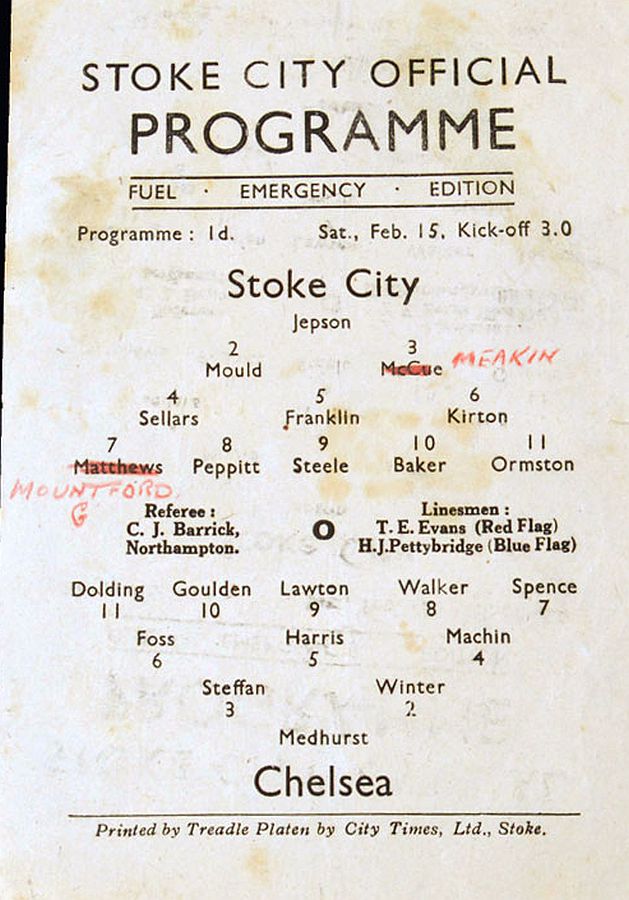 STOKE CITY OFFICIAL
PROGRAMME
FUEL · EMERGENCY · EDITION
Programme : 1d. Sat., Feb. 15, Kick-off 3.0
Stoke City
Jepson
2 3
Mould McCue MEAKIN
4 5 6
Sellars Franklin Kirton
7 8 9 10 11
Matthews Peppitt Steele Baker Ormston
MOUNTFORD.
G
Referee :
C. J. Barrick,
Northampton.
O
Linesmen :
T. E. Evans (Red Flag)
H.J.Pettybridge (Blue Flag)
Dolding Goulden Lawton Walker Spence
11 10 9 8 7
Foss Harris Machin
6 5 4
Steffan Winter
3 2
Medhurst
Chelsea
Printed by Treadle Platen by City Times, Ltd., Stoke.